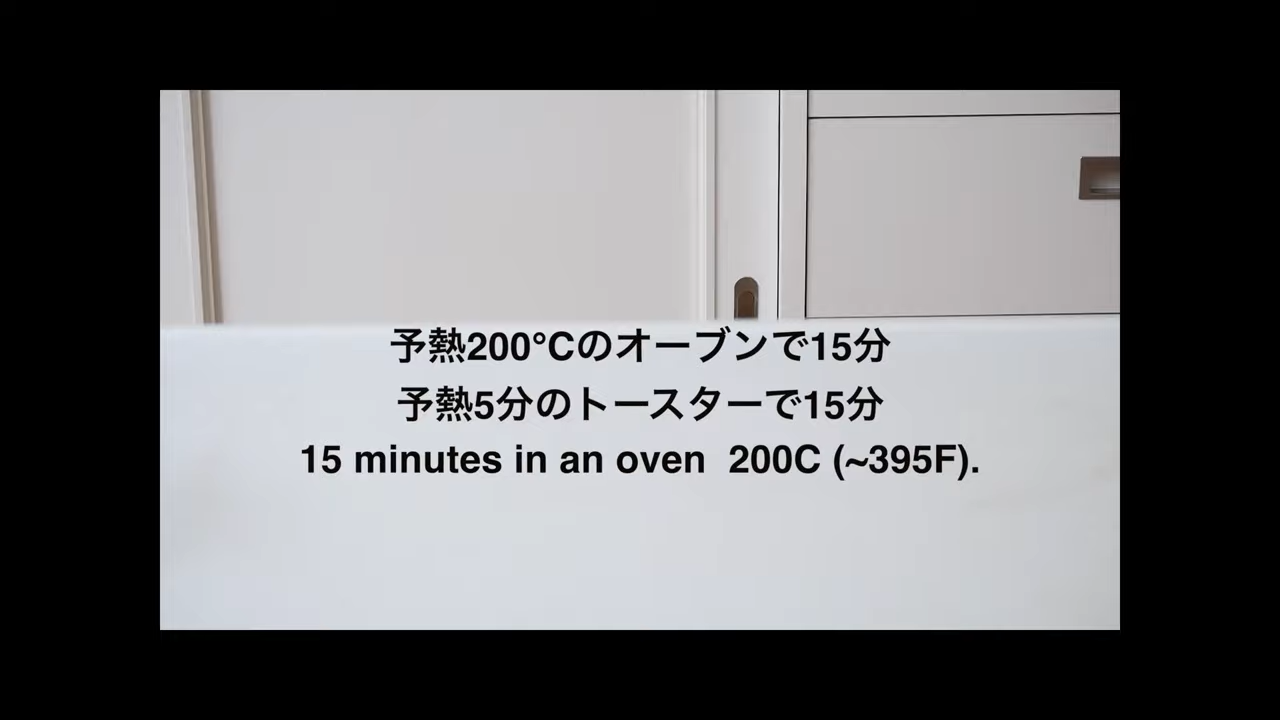 予熱200°Cのオーブンで15分
予熱5分のトースターで15分
15 minutes in an oven  200C (~395F).